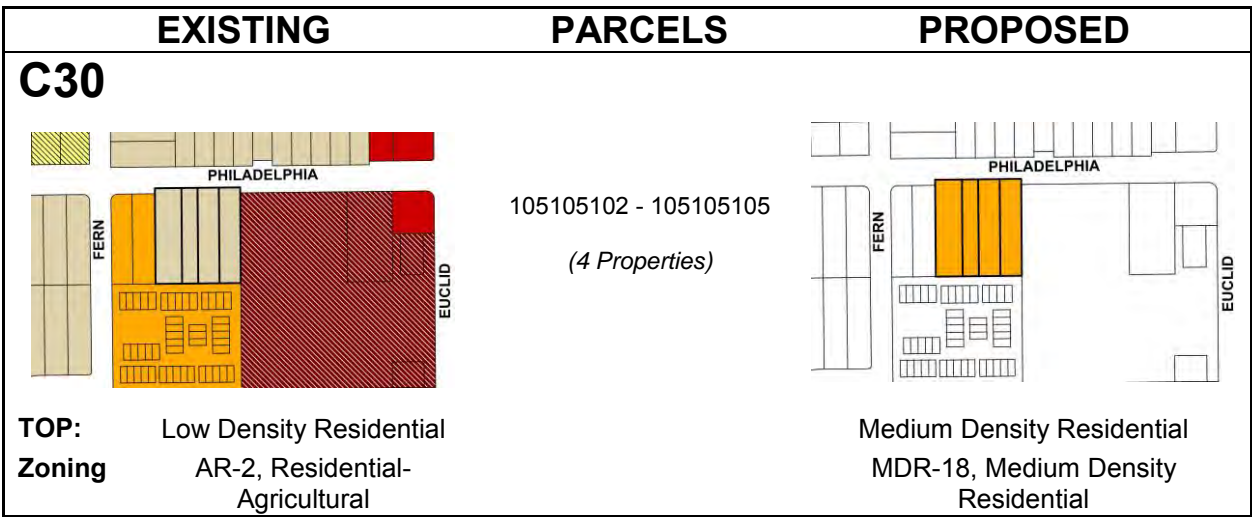 EXISTING PARCELS PROPOSED
C30
PHILADELPHIA
FERN
EUCLID
105105102 - 105105105
(4 Properties)
PHILADELPHIA
FERN
EUCLID
TOP: Low Density Residential Medium Density Residential
Zoning AR-2, Residential- MDR-18, Medium Density
Agricultural Residential